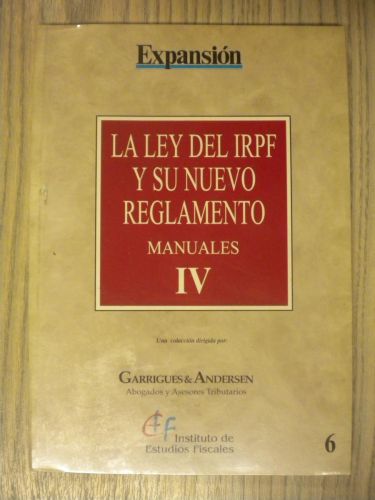 Expansión
LA LEY DEL IRPF
Y SU NUEVO
REGLAMENTO
MANUALES
IV
Una colección dirigida por:
GARRIGUES & ANDERSEN
Abogados y Asesores Tributarios
Instituto de
Estudios Fiscales
6